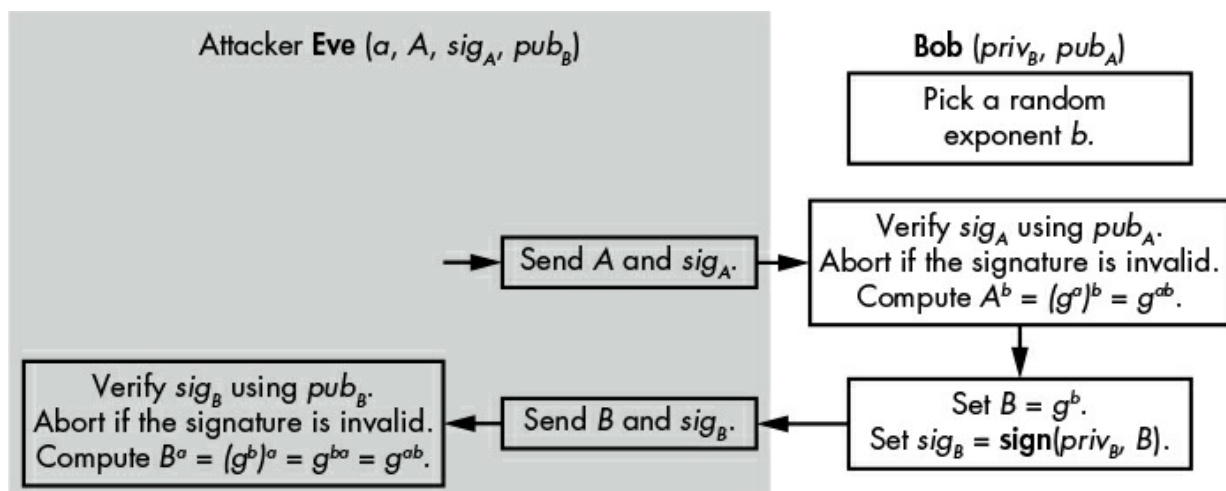 Attacker Eve (a, A, sig_A, pub_B)
Bob (priv_B, pub_A)
Pick a random
exponent b.
Send A and sig_A.
Verify sig_A using pub_A.
Abort if the signature is invalid.
Compute A^b = (g^a)^b = g^ab.
Set B = g^b.
Set sig_B = sign(priv_B, B).
Send B and sig_B.
Verify sig_B using pub_B.
Abort if the signature is invalid.
Compute B^a = (g^b)^a = g^ba = g^ab.